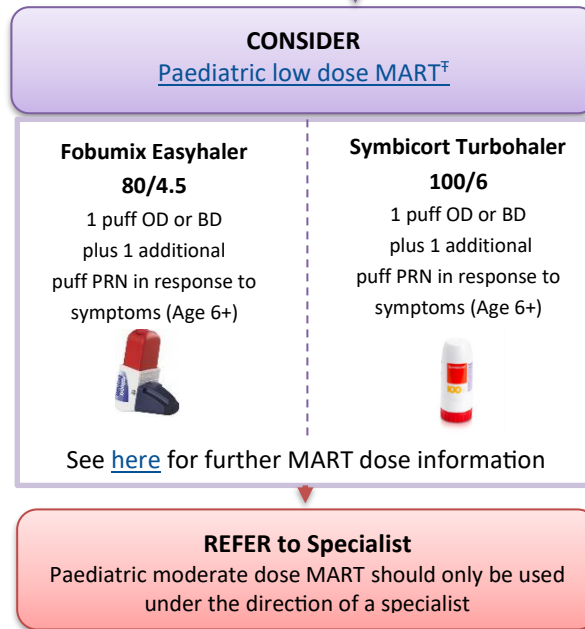 CONSIDER
Paediatric low dose MART Ŧ
Fobumix Easyhaler
80/4.5
1 puff OD or BD
plus 1 additional
puff PRN in response to
symptoms (Age 6+)
Symbicort Turbohaler
100/6
1 puff OD or BD
plus 1 additional
puff PRN in response to
symptoms (Age 6+)
100
See here for further MART dose information
REFER to Specialist
Paediatric moderate dose MART should only be used
under the direction of a specialist